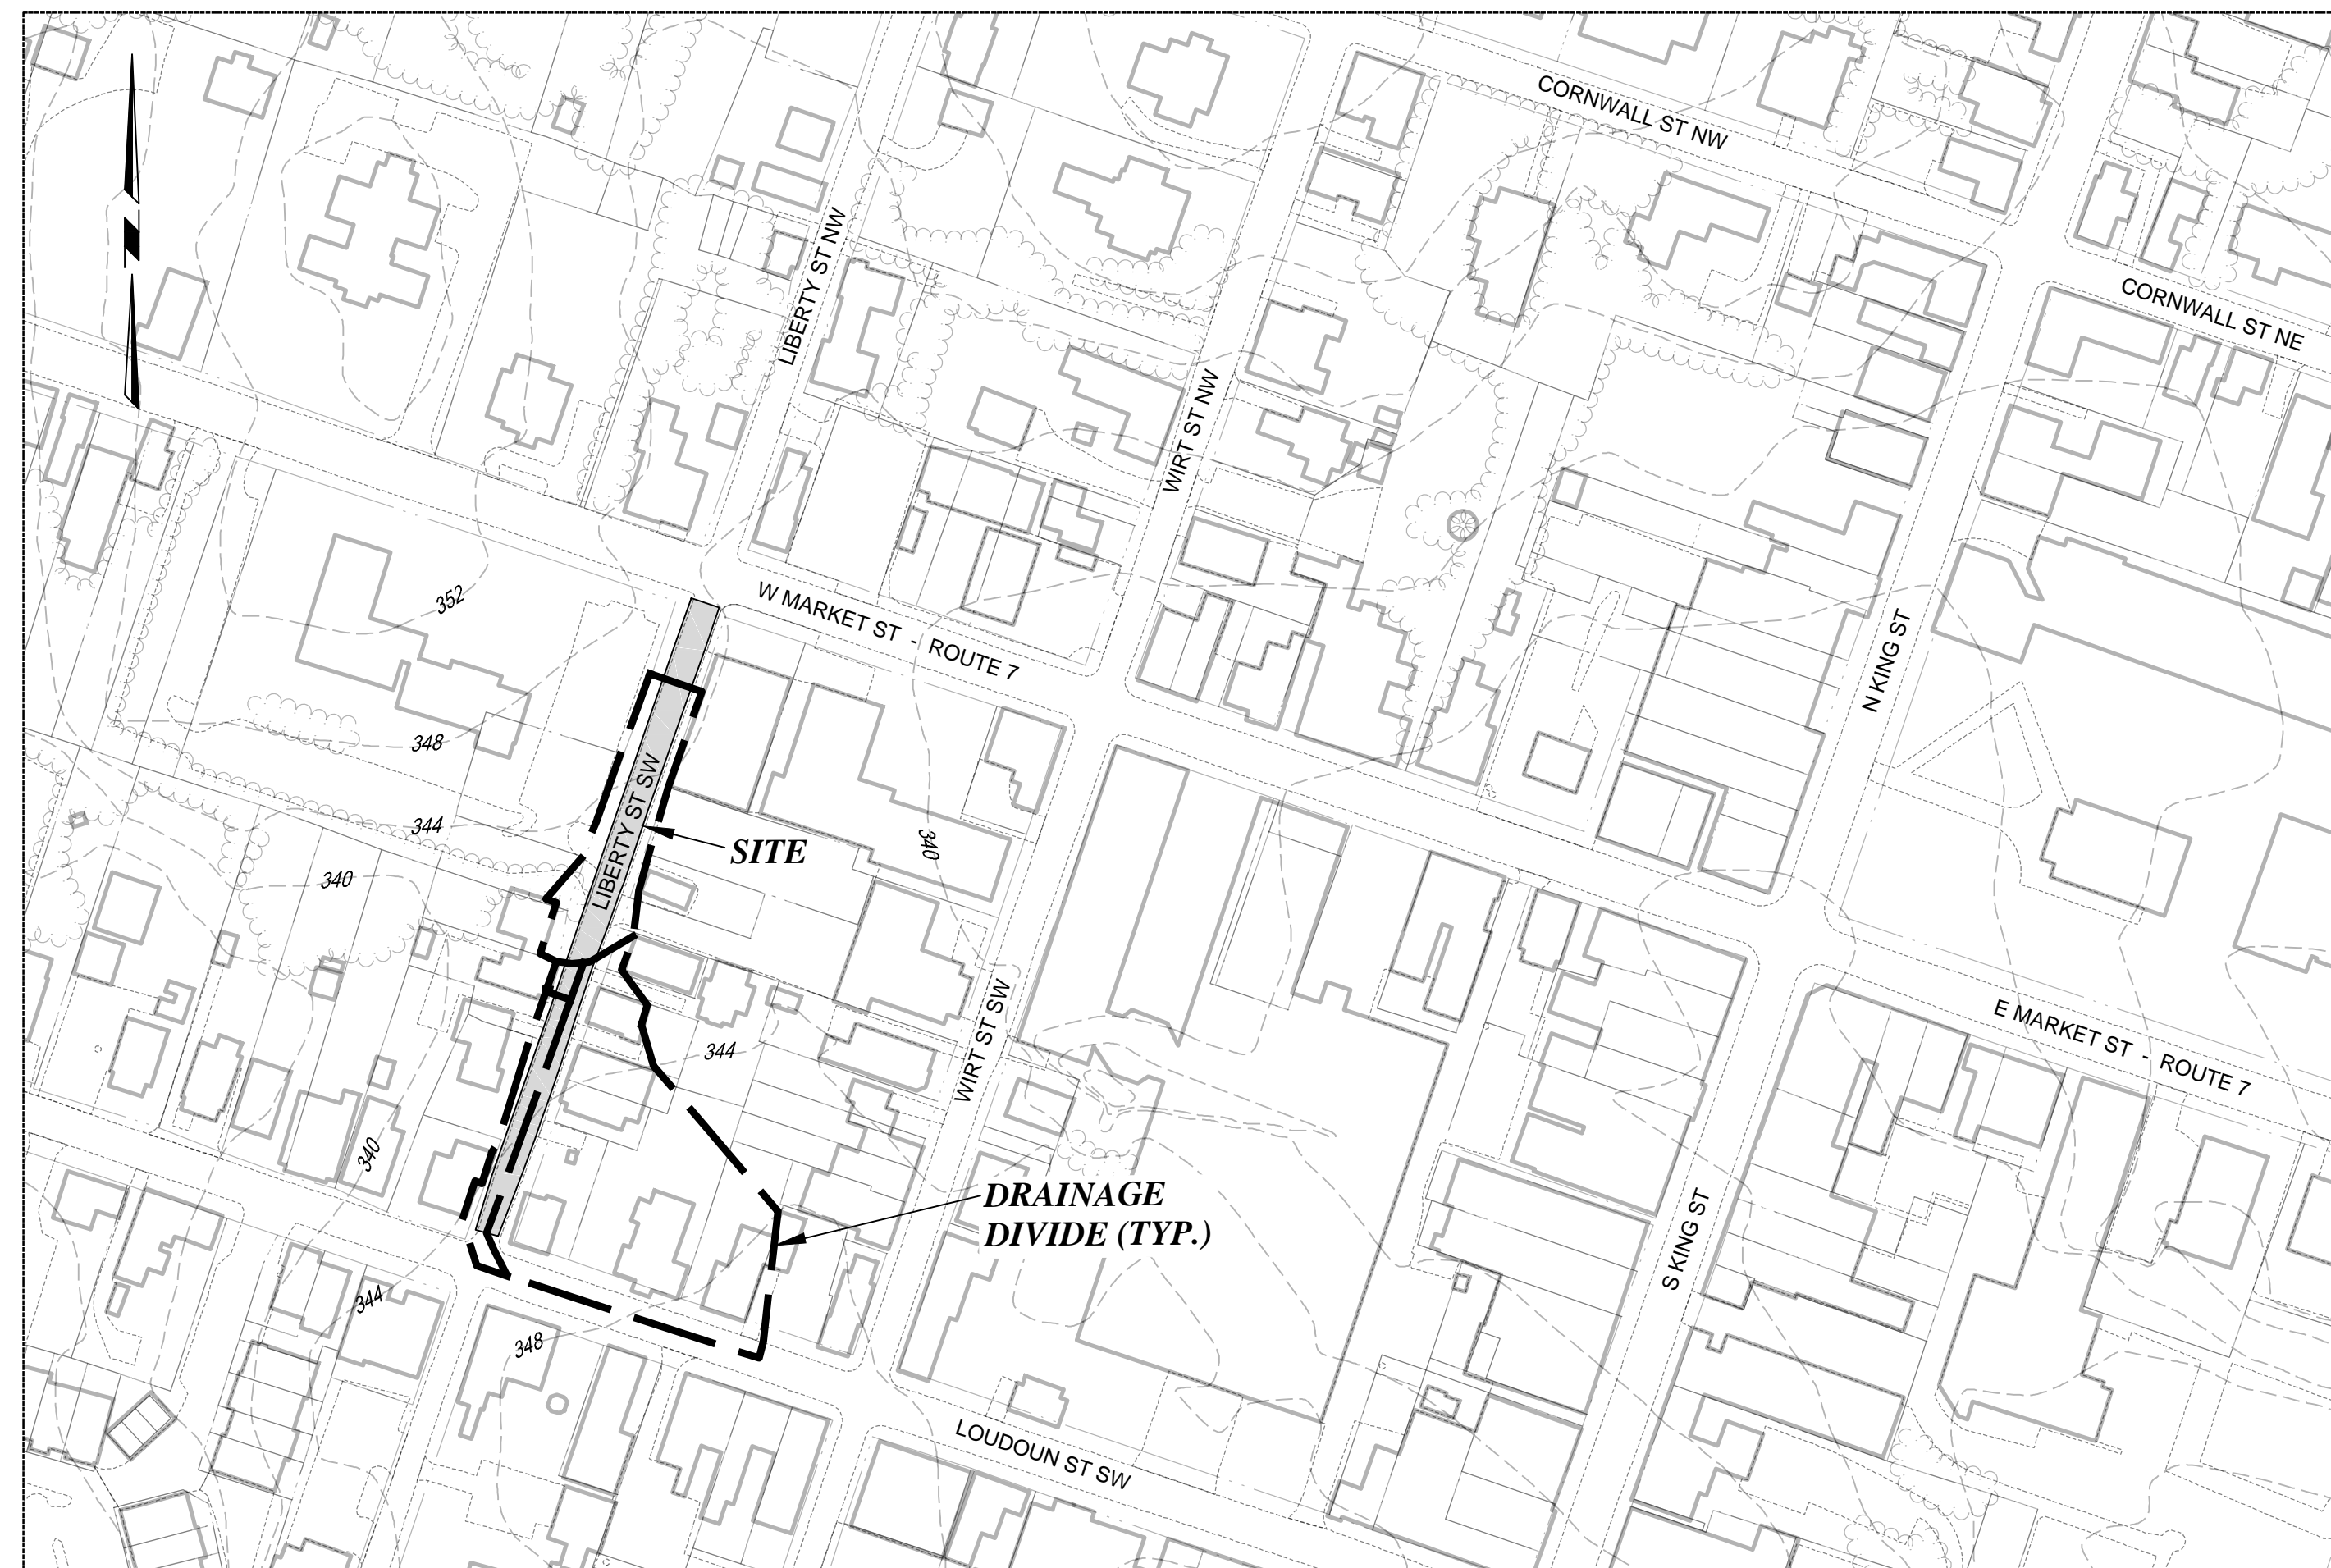 CORNWALL ST NW
LIBERTY ST NW
CORNWALL ST NE
WIRT ST NW
N
352
W MARKET ST - ROUTE 7
N KING ST
348
LIBERTY ST SW
344
SITE
340
340
WIRT ST SW
E MARKET ST - ROUTE 7
344
340
DRAINAGE
DIVIDE (TYP.)
S KING ST
344
348
LOUDOUN ST SW